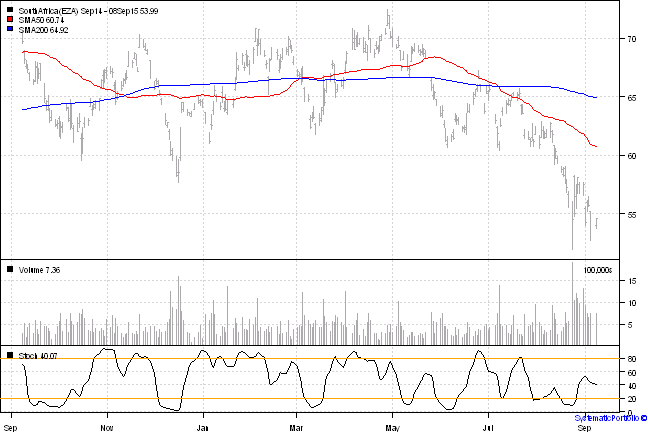 SouthAfrica(EZA) Sep14 - 08Sep15 53.99
SMA50 60.74
SMA200 64.92
70
65
60
55
Volume 7.36
100,000s
15
10
5
Stoch 40.07
80
60
40
20
0
Sep Nov Jan Mar May Jul Sep
SystematicPortfolio ©